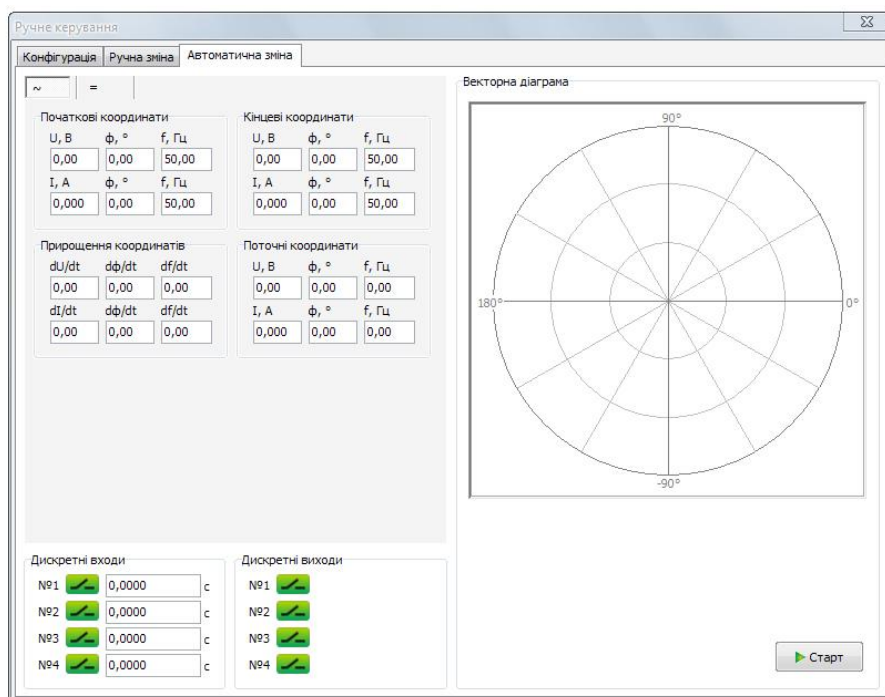 Ручне керування
Конфігурація Ручна зміна Автоматична зміна
~ =
Початкові координати
U, В ϕ, ° f, Гц
0,00 0,00 50,00
I, А ϕ, ° f, Гц
0,000 0,00 50,00
Кінцеві координати
U, В ϕ, ° f, Гц
0,00 0,00 50,00
I, А ϕ, ° f, Гц
0,000 0,00 50,00
Прирощення координатів
dU/dt dϕ/dt df/dt
0,00 0,00 0,00
dI/dt dϕ/dt df/dt
0,00 0,00 0,00
Поточні координати
U, В ϕ, ° f, Гц
0,00 0,00 0,00
I, А ϕ, ° f, Гц
0,000 0,00 0,00
Дискретні входи
№1 0,0000 с
№2 0,0000 с
№3 0,0000 с
№4 0,0000 с
Дискретні виходи
№1
№2
№3
№4
Векторна діаграма
90°
180° 0°
-90°
Старт